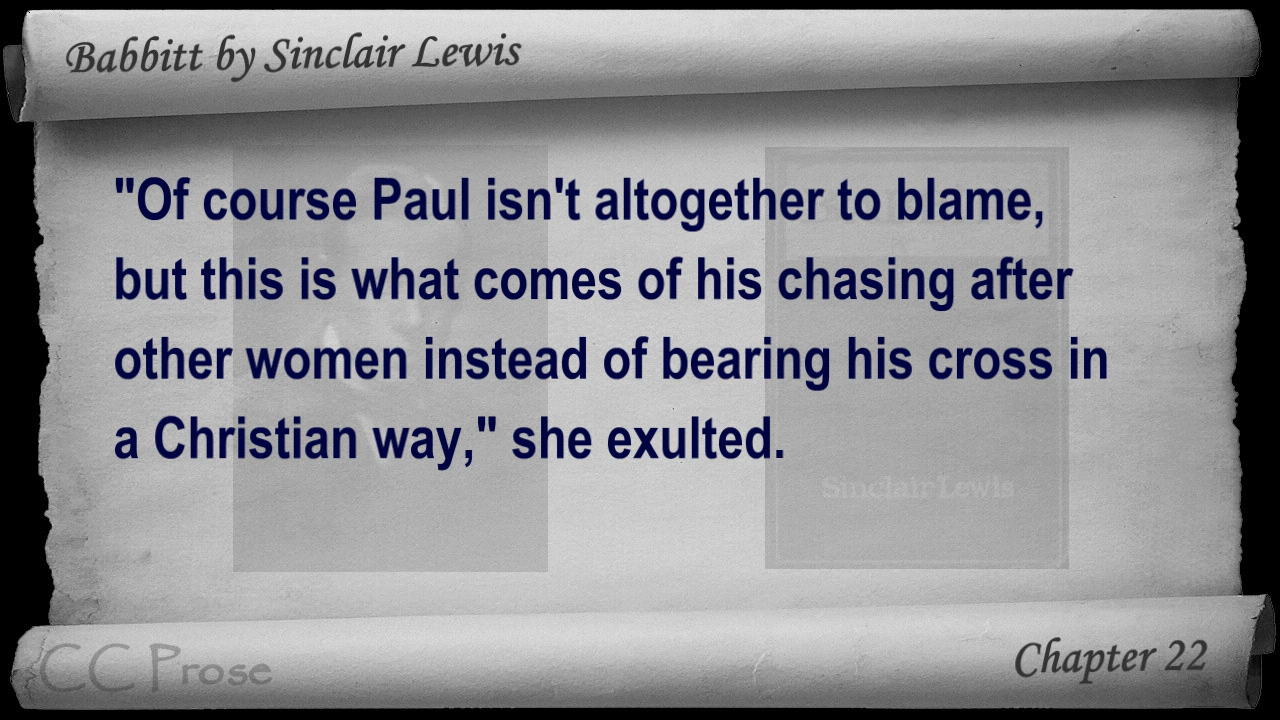 Babbitt by Sinclair Lewis
"Of course Paul isn't altogether to blame,
but this is what comes of his chasing after
other women instead of bearing his cross in
a Christian way," she exulted.
Sinclair Lewis
CC Prose
Chapter 22